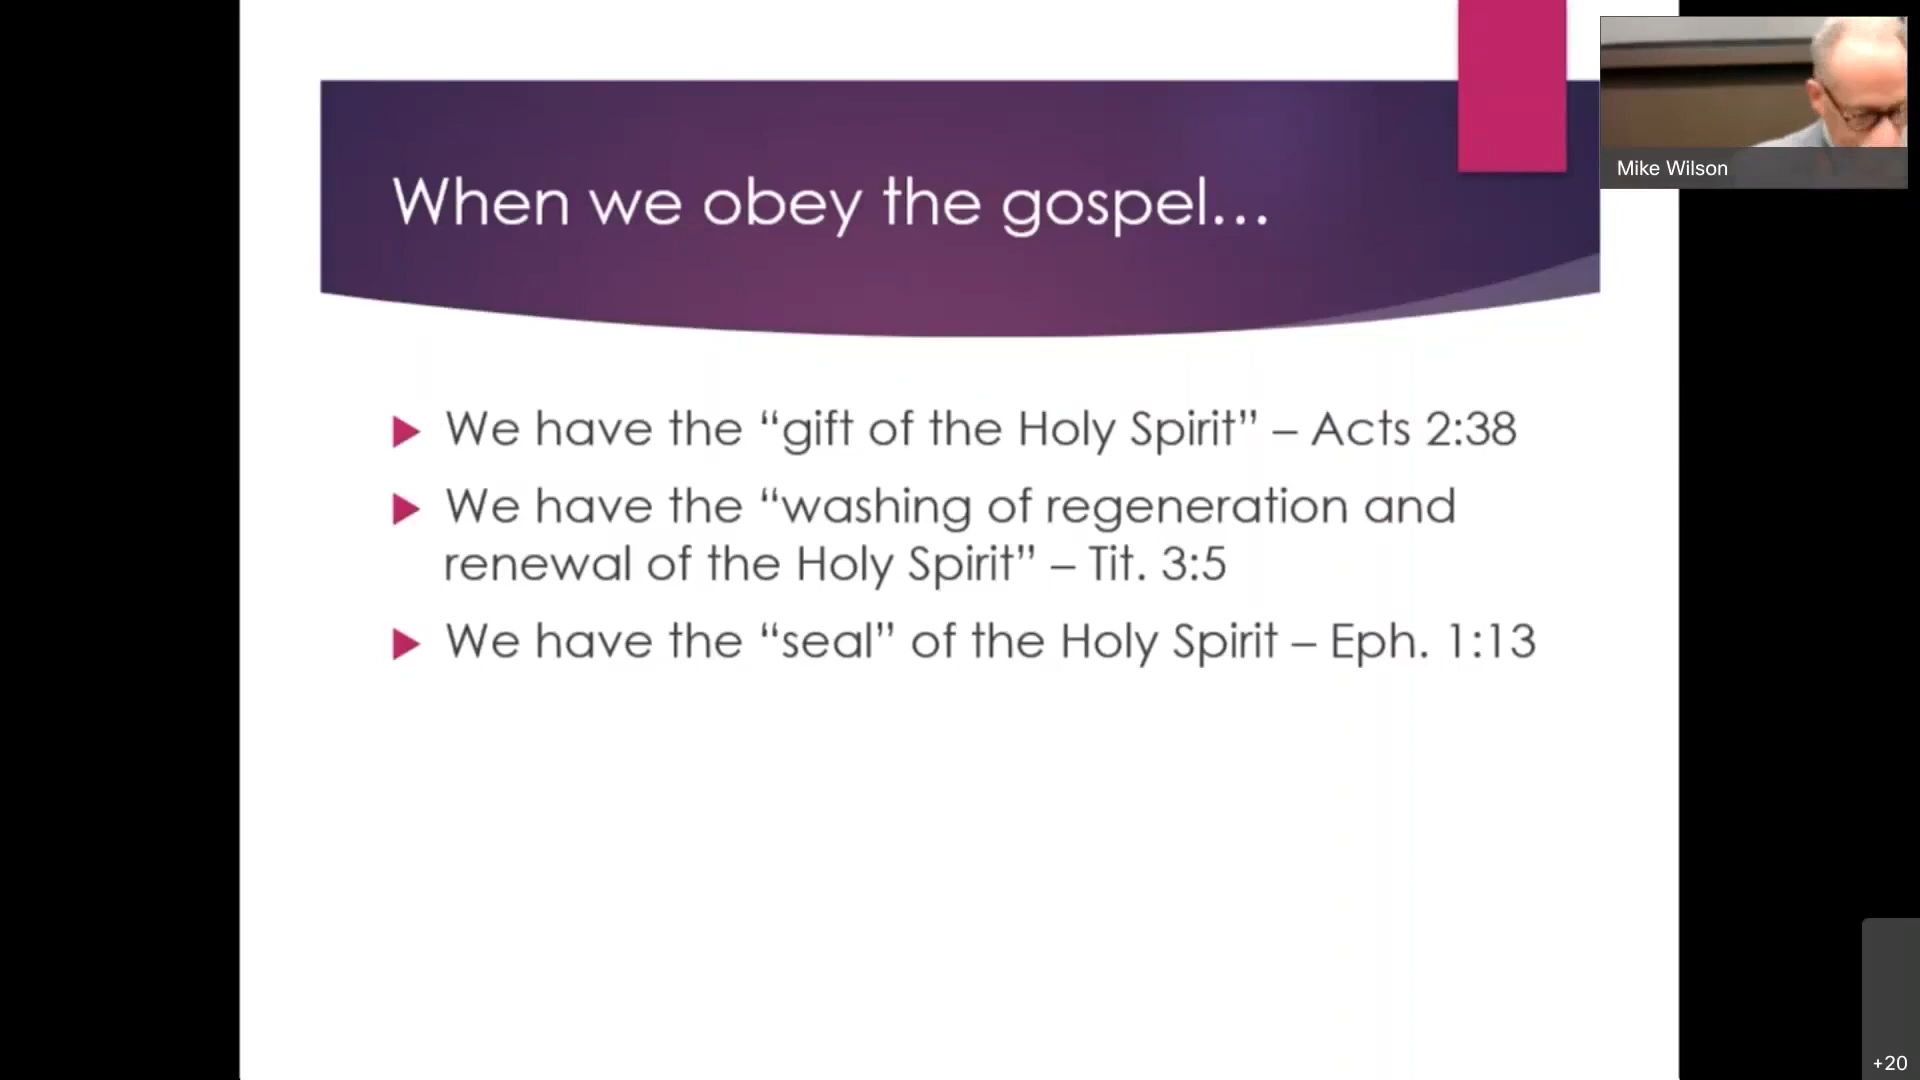 When we obey the gospel...
Mike Wilson
We have the “gift of the Holy Spirit” – Acts 2:38
We have the “washing of regeneration and
renewal of the Holy Spirit” – Tit. 3:5
We have the “seal” of the Holy Spirit – Eph. 1:13
+20